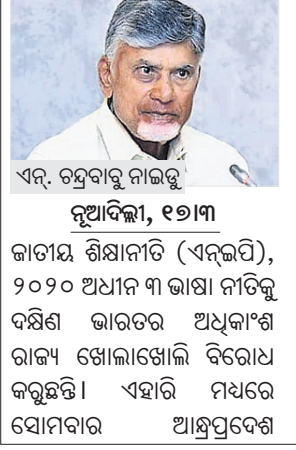 ଏନ୍. ଚନ୍ଦ୍ରବାବୁ ନାଇଡୁ
ନୂଆଦିଲ୍ଲୀ, ୧୭।୩
ଜାତୀୟ ଶିକ୍ଷାନୀତି (ଏନ୍ଇପି),
୨୦୨୦ ଅଧୀନ ୩ ଭାଷା ନୀତିକୁ
ଦକ୍ଷିଣ ଭାରତର ଅଧିକାଂଶ
ରାଜ୍ୟ ଖୋଲାଖୋଲି ବିରୋଧ
କରୁଛନ୍ତି। ଏହାରି ମଧ୍ୟରେ
ସୋମବାର ଆନ୍ଧ୍ରପ୍ରଦେଶ